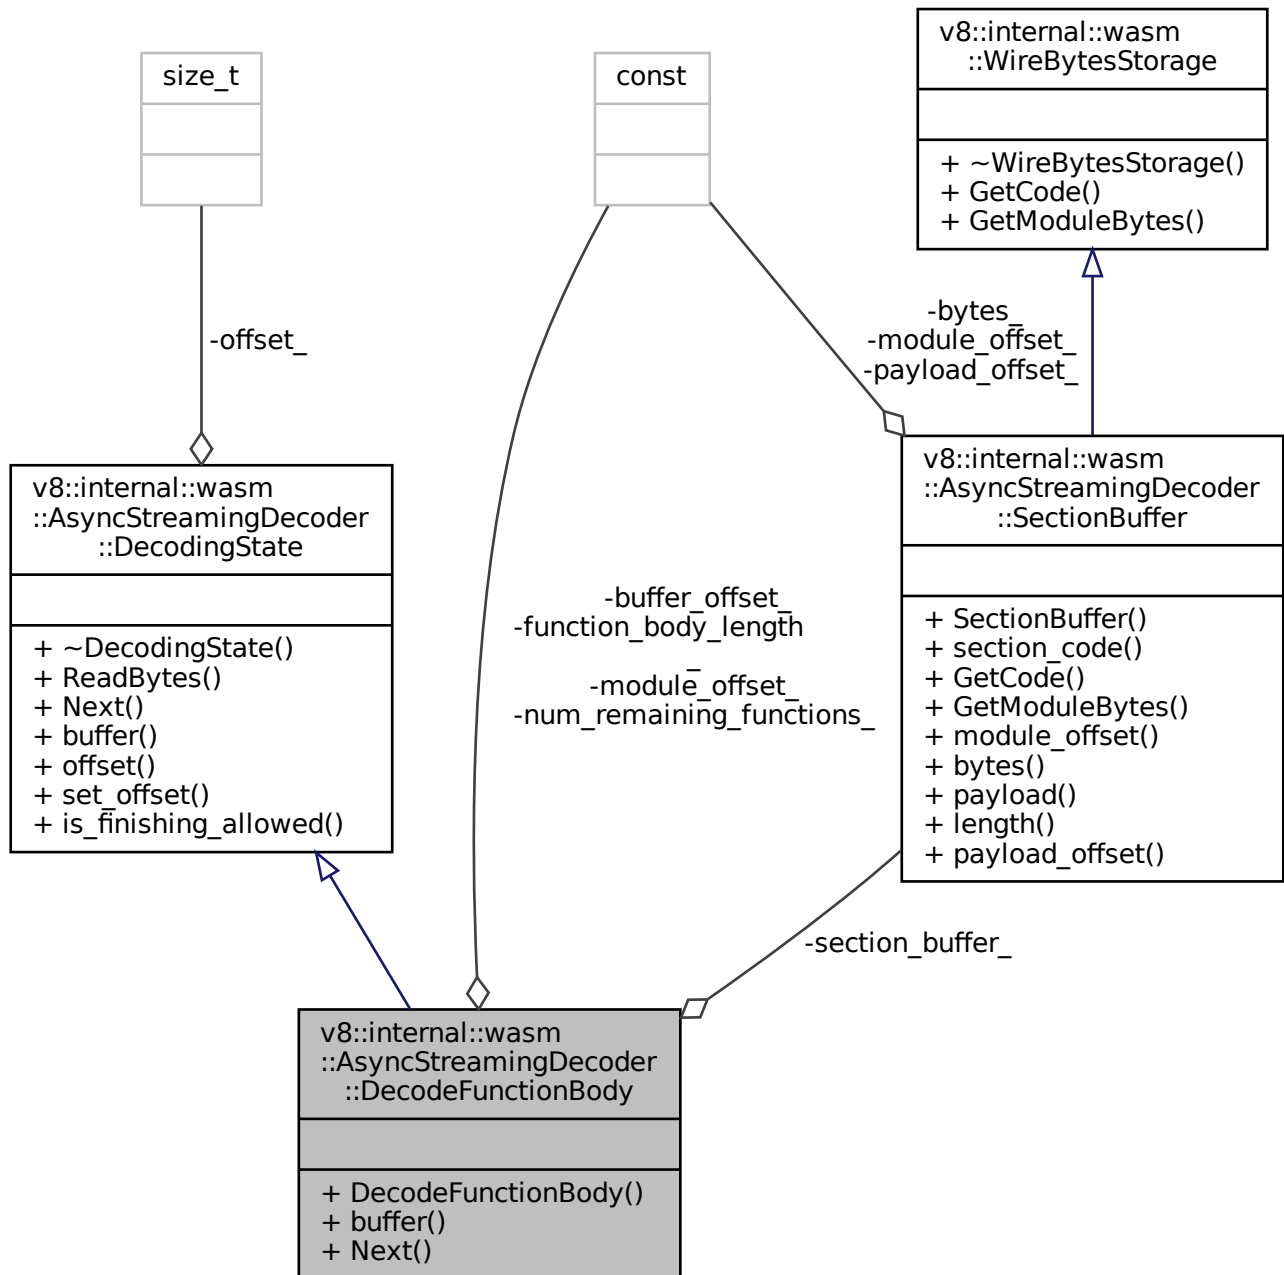 v8::internal::wasm
::WireBytesStorage
+ ~WireBytesStorage()
+ GetCode()
+ GetModuleBytes()
size_t
const
-offset_
-bytes_
-module_offset_
-payload_offset_
v8::internal::wasm
::AsyncStreamingDecoder
::DecodingState
+ ~DecodingState()
+ ReadBytes()
+ Next()
+ buffer()
+ offset()
+ set_offset()
+ is_finishing_allowed()
-buffer_offset_
-function_body_length
_
-module_offset_
-num_remaining_functions_
v8::internal::wasm
::AsyncStreamingDecoder
::SectionBuffer
+ SectionBuffer()
+ section_code()
+ GetCode()
+ GetModuleBytes()
+ module_offset()
+ bytes()
+ payload()
+ length()
+ payload_offset()
-section_buffer_
v8::internal::wasm
::AsyncStreamingDecoder
::DecodeFunctionBody
+ DecodeFunctionBody()
+ buffer()
+ Next()